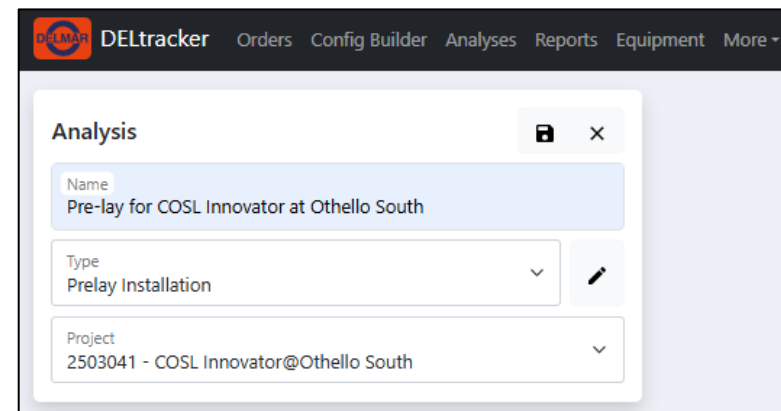 DELMAR DELtracker Orders Config Builder Analyses Reports Equipment More
Analysis
Name
Pre-lay for COSL Innovator at Othello South
Type
Prelay Installation
Project
2503041 - COSL Innovator@Othello South